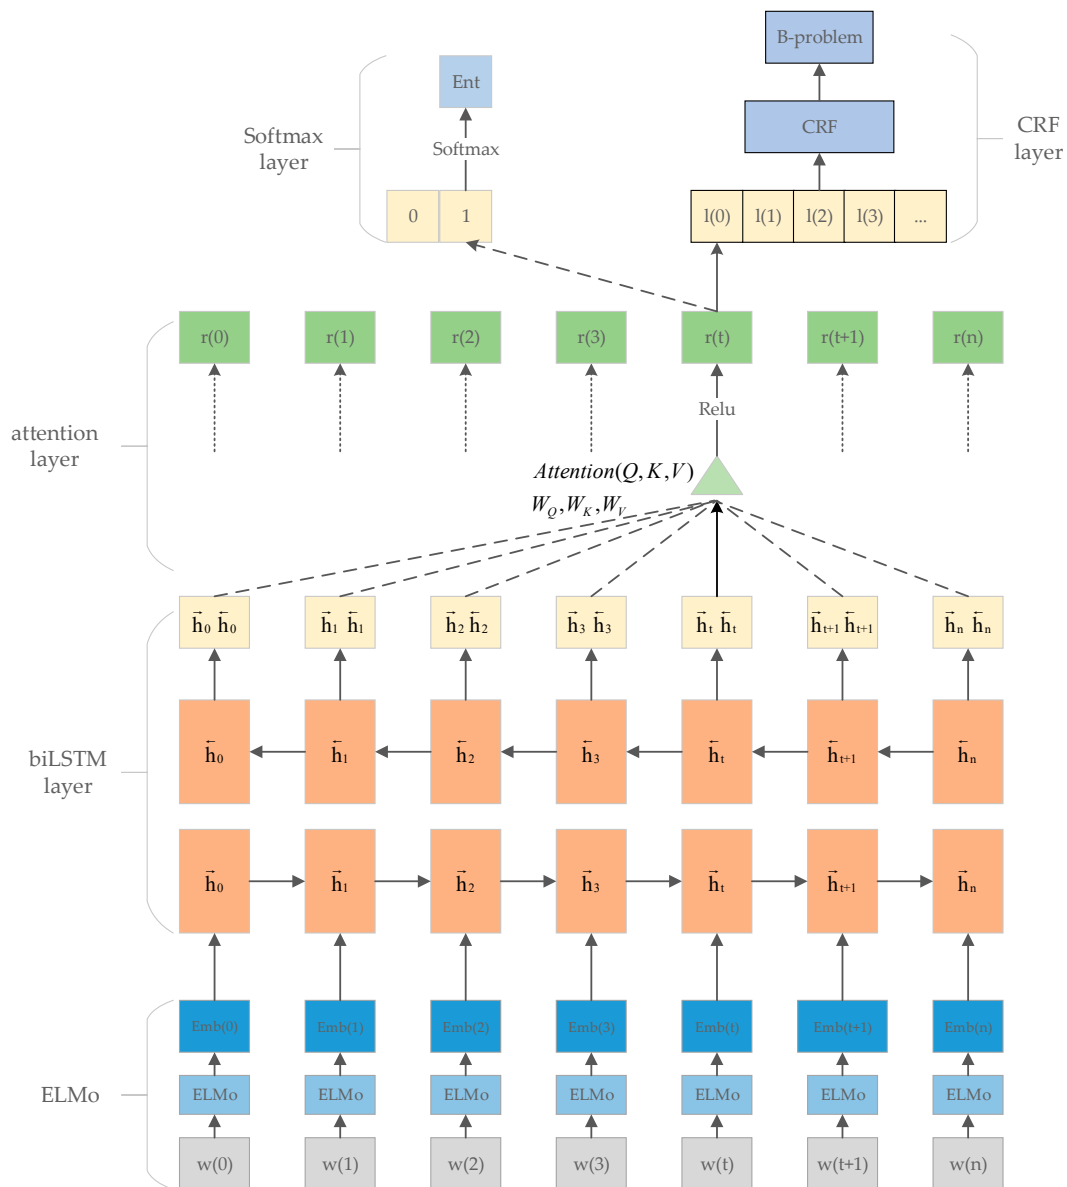 B-problem
Ent
CRF
Softmax
layer
Softmax
CRF
layer
0 1
l(0) l(1) l(2) l(3) ...
r(0) r(1) r(2) r(3) r(t) r(t+1) r(n)
Relu
attention
layer
Attention(Q,K,V)
W_Q,W_K,W_V
h⃗₀ h⃖₀ h⃗₁ h⃖₁ h⃗₂ h⃖₂ h⃗₃ h⃖₃ h⃗ₜ h⃖ₜ h⃗ₜ₊₁ h⃖ₜ₊₁ h⃗ₙ h⃖ₙ
biLSTM
layer
h⃖₀ h⃖₁ h⃖₂ h⃖₃ h⃖ₜ h⃖ₜ₊₁ h⃖ₙ
h⃗₀ h⃗₁ h⃗₂ h⃗₃ h⃗ₜ h⃗ₜ₊₁ h⃗ₙ
Emb(0) Emb(1) Emb(2) Emb(3) Emb(t) Emb(t+1) Emb(n)
ELMo
ELMo ELMo ELMo ELMo ELMo ELMo ELMo
w(0) w(1) w(2) w(3) w(t) w(t+1) w(n)